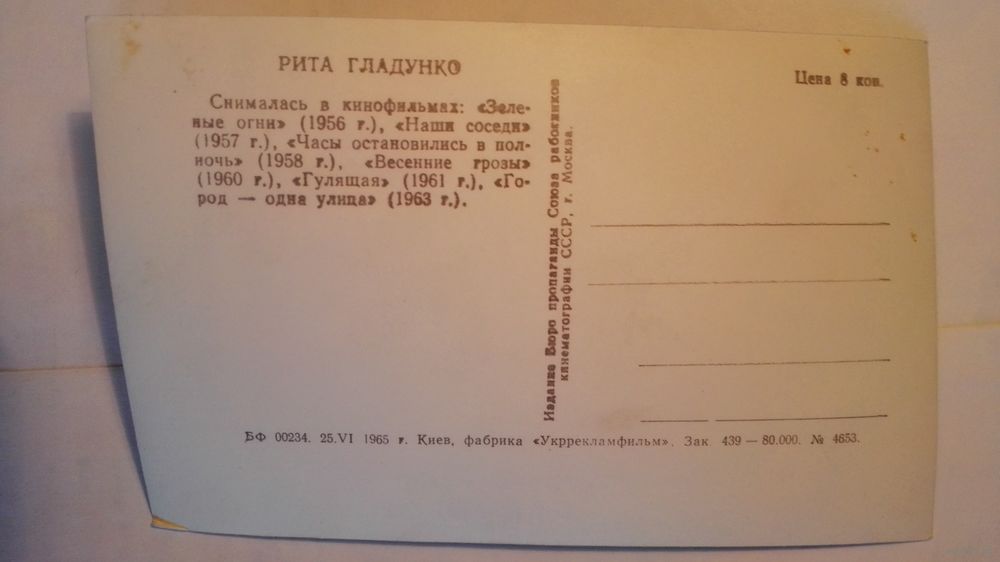 РИТА ГЛАДУНКО
Снималась в кинофильмах: «Зеле-
ные огни» (1956 г.), «Наши соседи»
(1957 г.), «Часы остановились в пол-
ночь» (1958 г.), «Весенние грозы»
(1960 г.), «Гулящая» (1961 г.), «Го-
род — одна улица» (1963 г.).
Издание Бюро пропаганды Союза работников
кинематографии СССР, г. Москва.
Цена 8 коп.
БФ 00234. 25.VI 1965 г. Киев, фабрика «Укррекламфильм». Зак. 439 — 80.000. № 4653.